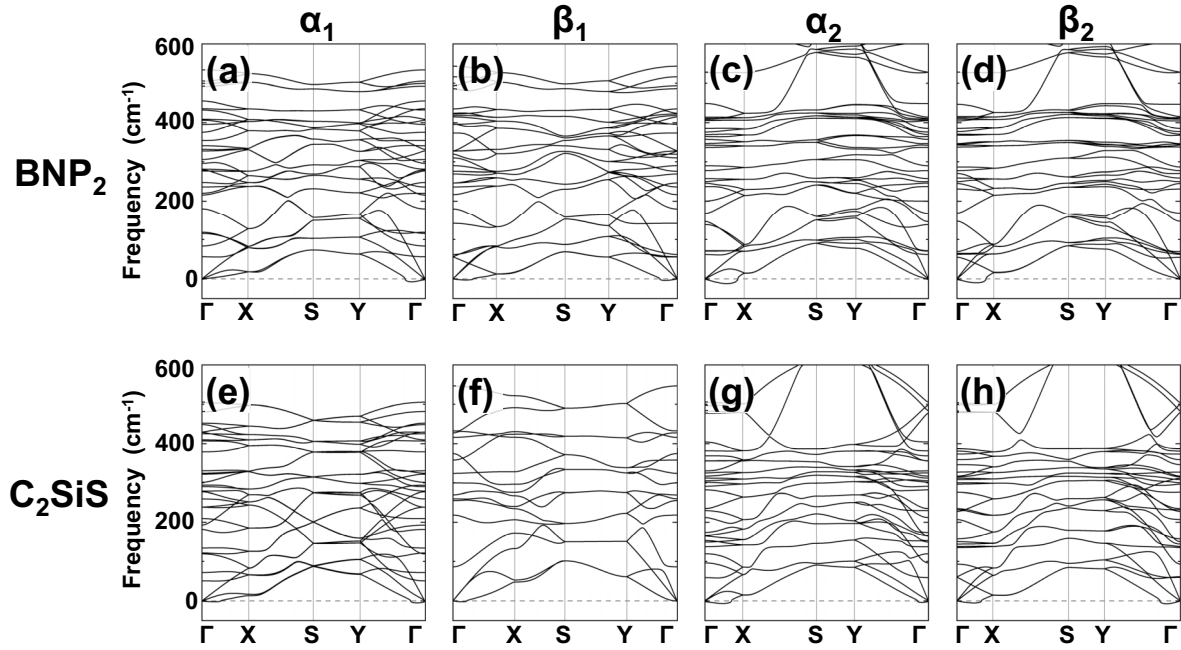 α₁ β₁ α₂ β₂
BNP₂
Frequency (cm⁻¹)
600
400
200
0
(a) (b) (c) (d)
Γ X S Y Γ Γ X S Y Γ Γ X S Y Γ Γ X S Y Γ
C₂SiS
Frequency (cm⁻¹)
600
400
200
0
(e) (f) (g) (h)
Γ X S Y Γ Γ X S Y Γ Γ X S Y Γ Γ X S Y Γ